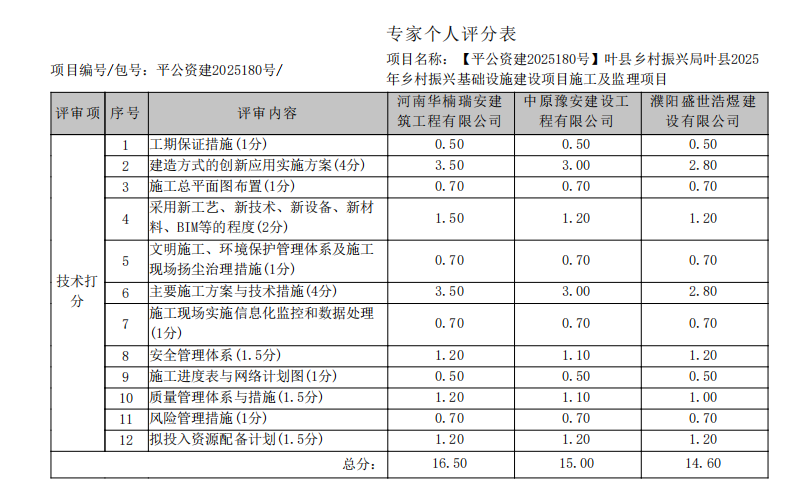 专家个人评分表
项目编号/包号: 平公资建2025180号/
项目名称: 【平公资建2025180号】叶县乡村振兴局叶县2025
年乡村振兴基础设施建设项目施工及监理项目
评审项 序号 评审内容 河南华楠瑞安建 中原豫安建设工 濮阳盛世浩煜建
筑工程有限公司 程有限公司 设有限公司
技术打
分
1 工期保证措施(1分) 0.50 0.50 0.50
2 建造方式的创新应用实施方案(4分) 3.50 3.00 2.80
3 施工总平面图布置(1分) 0.70 0.70 0.70
4 采用新工艺、新技术、新设备、新材 1.50 1.20 1.20
料、BIM等的程度(2分)
5 文明施工、环境保护管理体系及施工 0.70 0.70 0.70
现场扬尘治理措施(1分)
6 主要施工方案与技术措施(4分) 3.50 3.00 2.80
7 施工现场实施信息化监控和数据处理 0.70 0.70 0.70
(1分)
8 安全管理体系(1.5分) 1.20 1.10 1.20
9 施工进度表与网络计划图(1分) 0.50 0.50 0.50
10 质量管理体系与措施(1.5分) 1.20 1.10 1.00
11 风险管理措施(1分) 0.70 0.70 0.70
12 拟投入资源配备计划(1.5分) 1.20 1.20 1.20
总分: 16.50 15.00 14.60